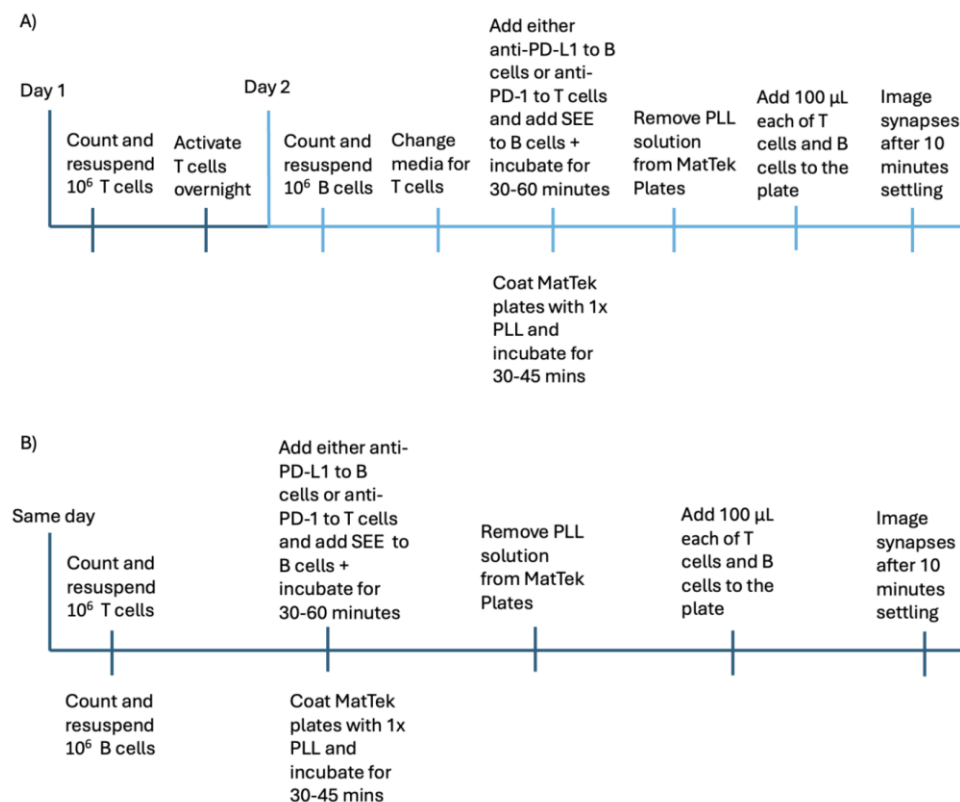 A)
Day 1
Count and
resuspend
10⁶ T cells
Activate
T cells
overnight
Day 2
Count and
resuspend
10⁶ B cells
Change
media for
T cells
Add either
anti-PD-L1 to B
cells or anti-
PD-1 to T cells
and add SEE
to B cells +
incubate for
30-60 minutes
Coat MatTek
plates with 1x
PLL and
incubate for
30-45 mins
Remove PLL
solution
from MatTek
Plates
Add 100 µL
each of T
cells and B
cells to the
plate
Image
synapses
after 10
minutes
settling
B)
Same day
Count and
resuspend
10⁶ T cells
Count and
resuspend
10⁶ B cells
Add either anti-
PD-L1 to B
cells or anti-
PD-1 to T cells
and add SEE to
B cells +
incubate for
30-60 minutes
Coat MatTek
plates with 1x
PLL and
incubate for
30-45 mins
Remove PLL
solution
from MatTek
Plates
Add 100 µL
each of T
cells and B
cells to the
plate
Image
synapses
after 10
minutes
settling